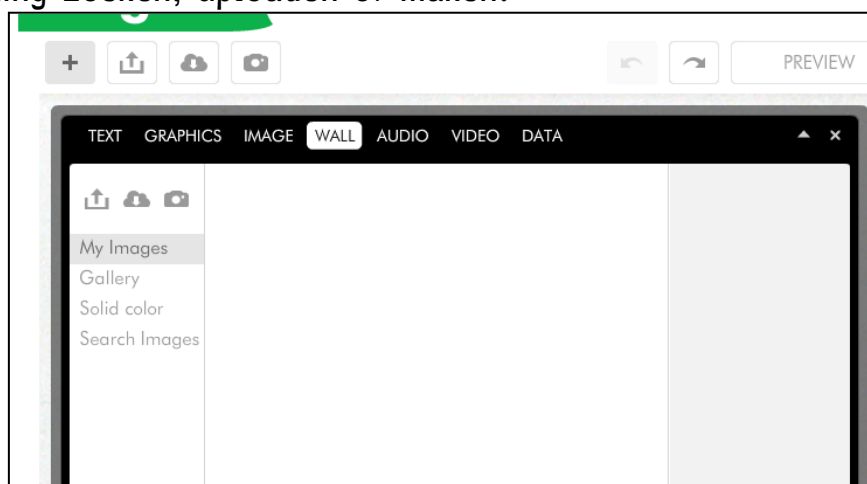 PREVIEW
TEXT GRAPHICS IMAGE WALL AUDIO VIDEO DATA
My Images
Gallery
Solid color
Search Images